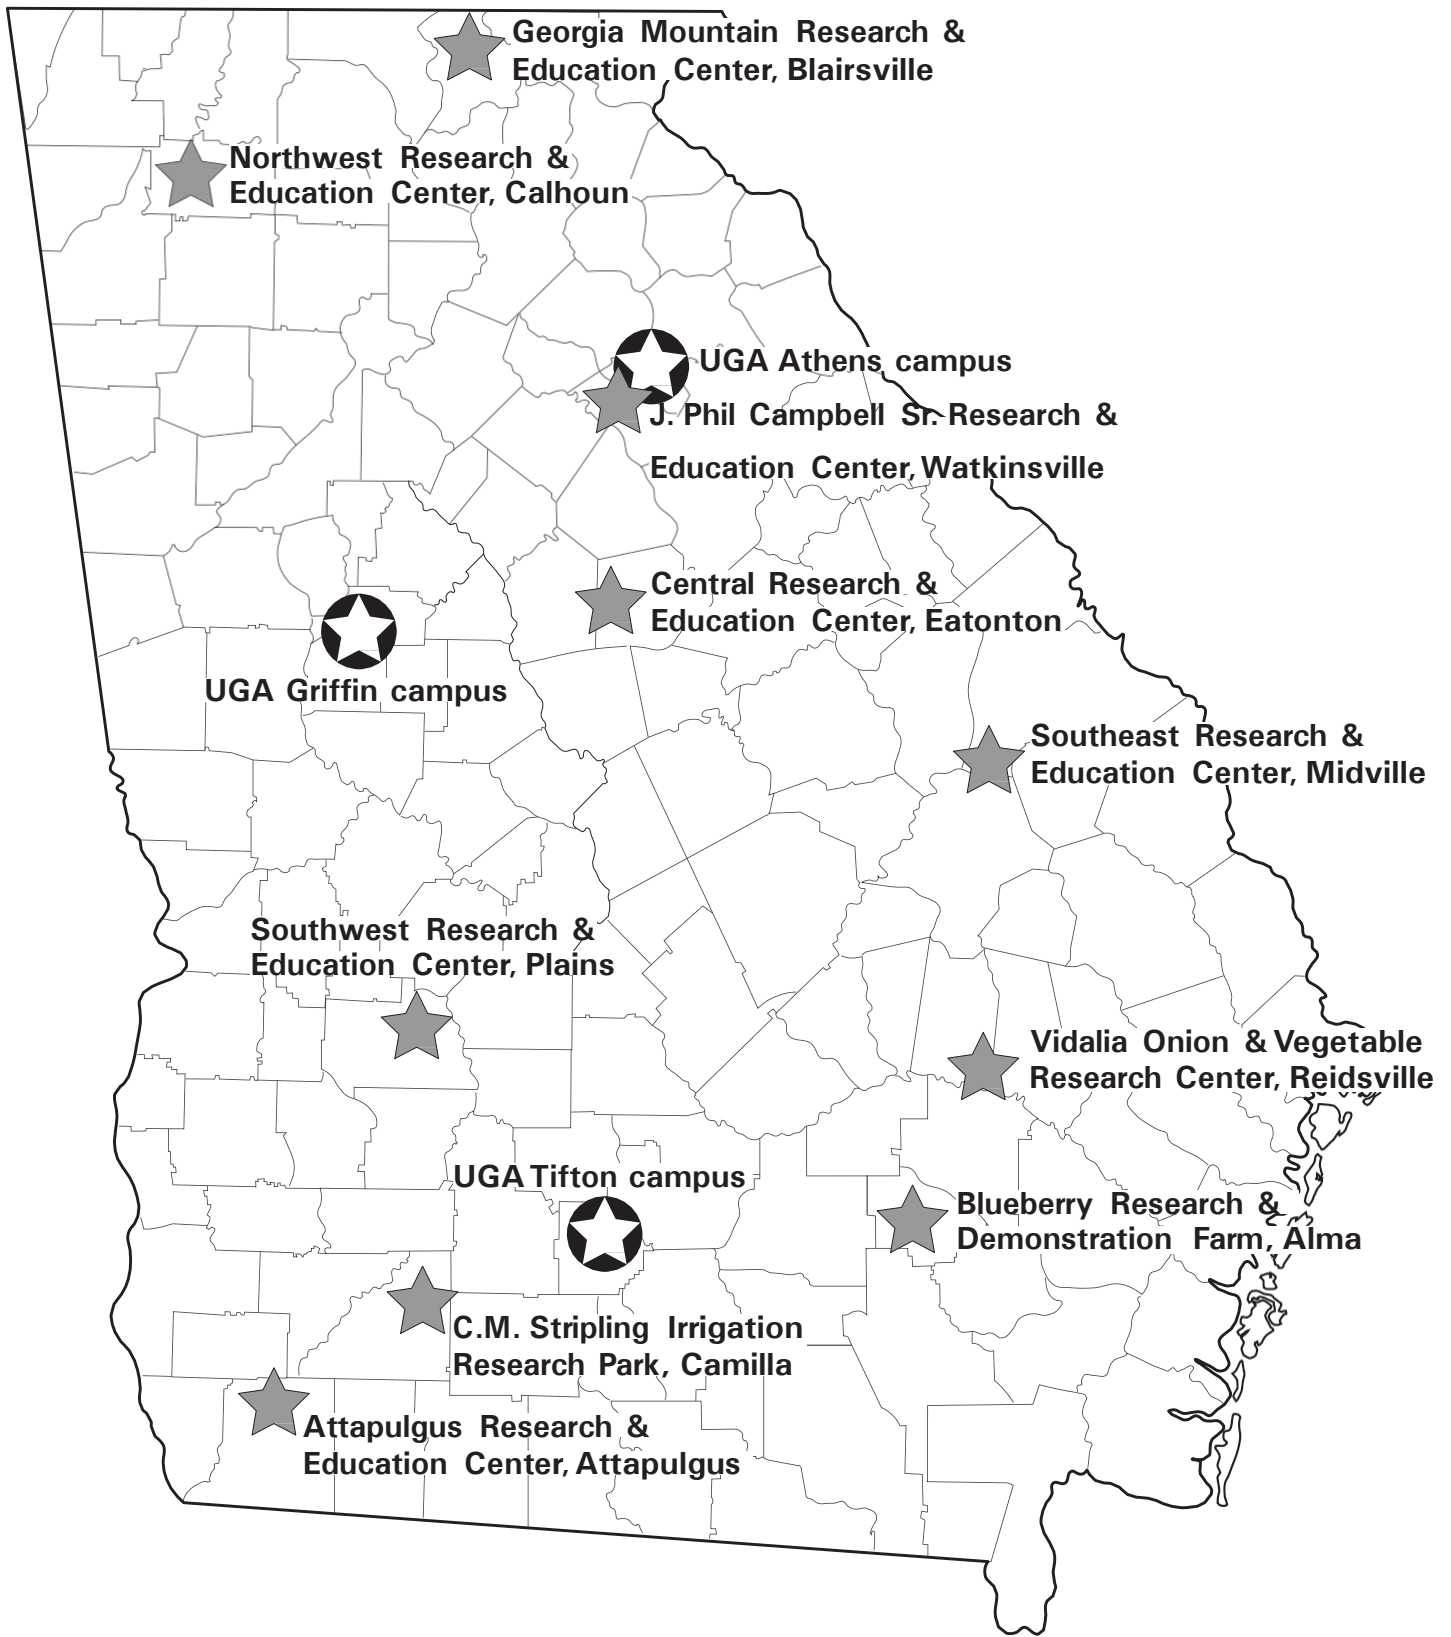 Georgia Mountain Research &
Education Center, Blairsville
Northwest Research &
Education Center, Calhoun
UGA Athens campus
J. Phil Campbell Sr. Research &
Education Center, Watkinsville
Central Research &
Education Center, Eatonton
UGA Griffin campus
Southeast Research &
Education Center, Midville
Southwest Research &
Education Center, Plains
Vidalia Onion & Vegetable
Research Center, Reidsville
UGA Tifton campus
Blueberry Research &
Demonstration Farm, Alma
C.M. Stripling Irrigation
Research Park, Camilla
Attapulgus Research &
Education Center, Attapulgus